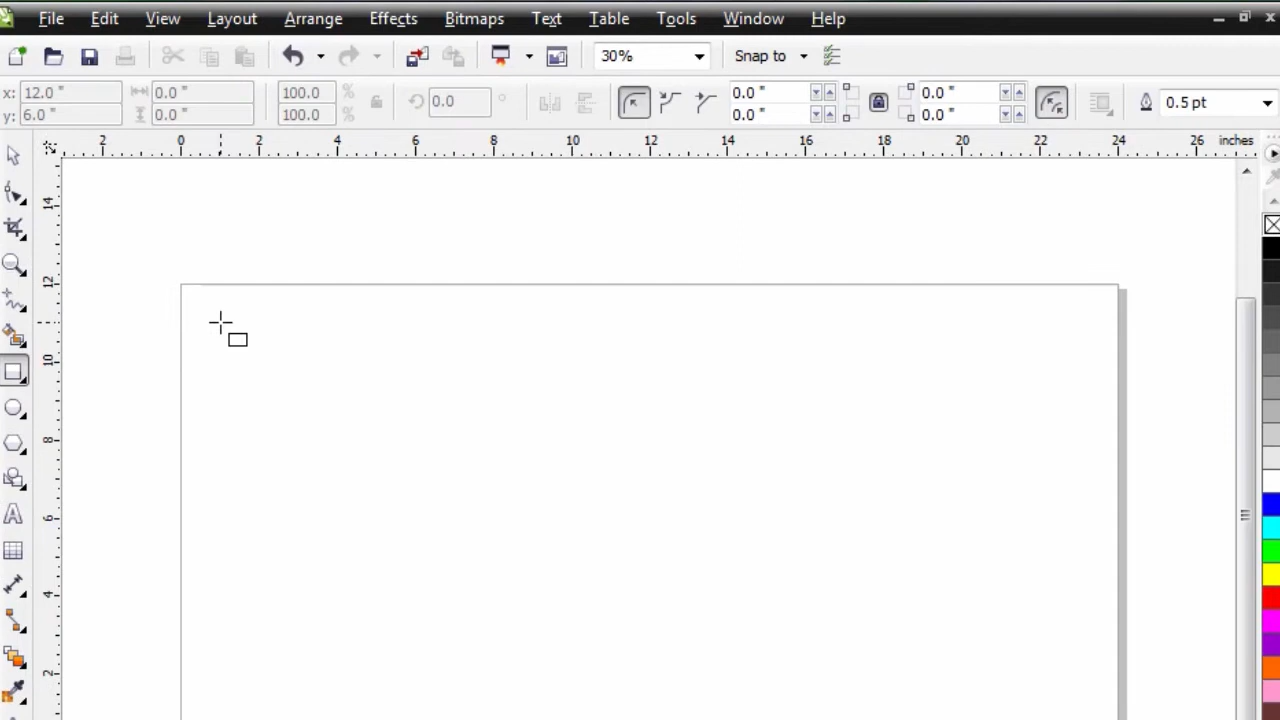 File Edit View Layout Arrange Effects Bitmaps Text Table Tools Window Help
30% Snap to
x: 12.0 " 0.0 " 100.0 % 0.0 ° 0.0 " 0.0 " 0.5 pt
y: 6.0 " 0.0 " 100.0 % 0.0 " 0.0 "
2 0 2 4 6 8 10 12 14 16 18 20 22 24 26 inches
14
12
10
8
6
4
2